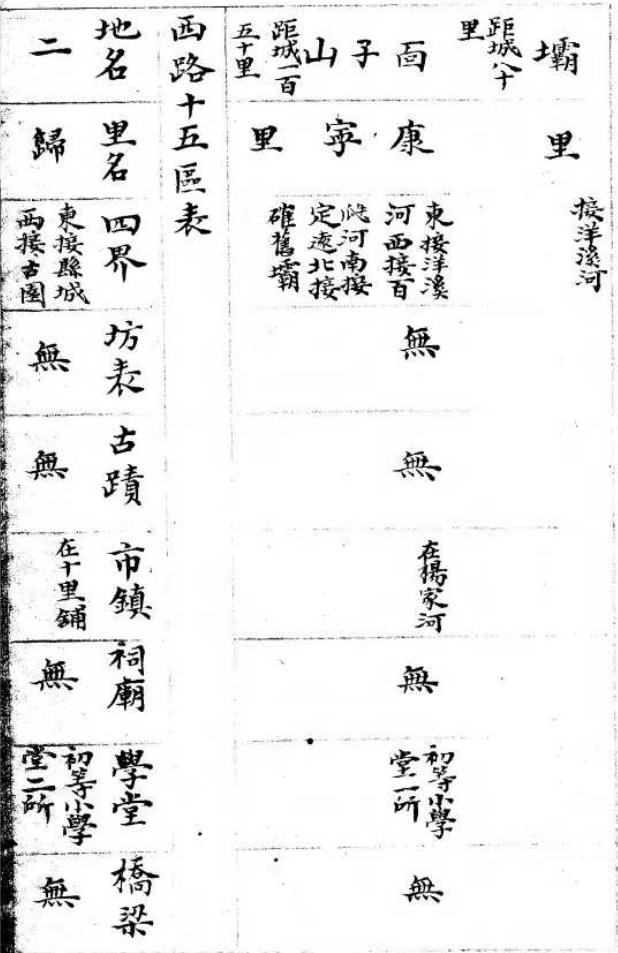 壩
距城八十
里
里
接洋溪河
靣子山
距城一百
五十里
康寧里
東接洋溪
河西接百
河南接
定遠北接
碓舊壩
無
無
在楊家河
無
初等小學
堂一所
無
西路十五區表
地名
里名
四界
坊表
古蹟
市鎮
祠廟
學堂
橋梁
二
歸
東接縣城
西接古
無
無
在十里鋪
無
初等小學
堂二所
無